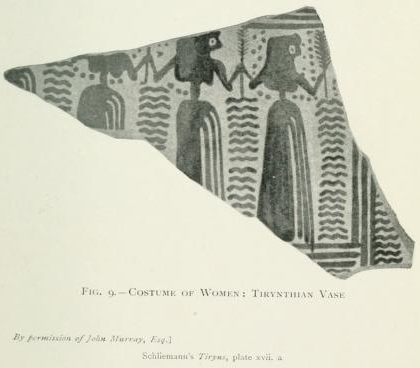 Fig. 9.—Costume of Women: Tirynthian Vase
By permission of John Murray, Esq.]
Schliemann's Tiryns, plate xvii. a